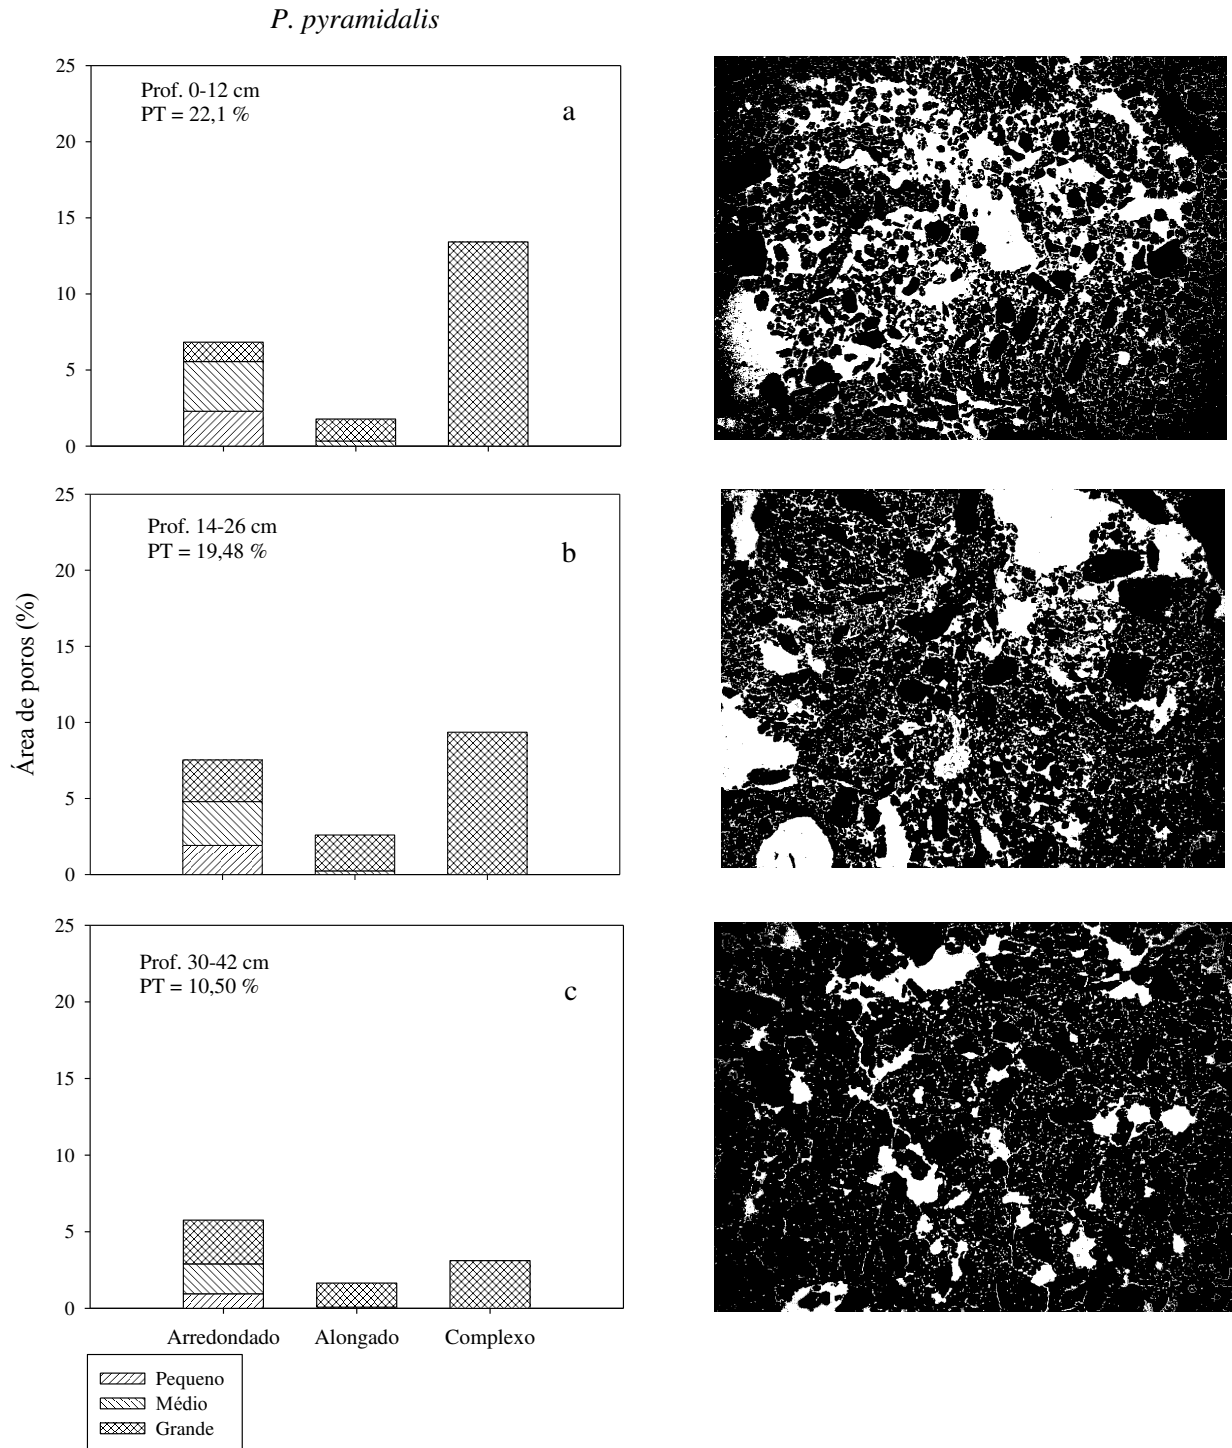 P. pyramidalis
25
20
15
10
5
0
Prof. 0-12 cm
PT = 22,1 %
a
25
20
15
10
5
0
Prof. 14-26 cm
PT = 19,48 %
b
Área de poros (%)
25
20
15
10
5
0
Prof. 30-42 cm
PT = 10,50 %
c
Arredondado Alongado Complexo
Pequeno
Médio
Grande